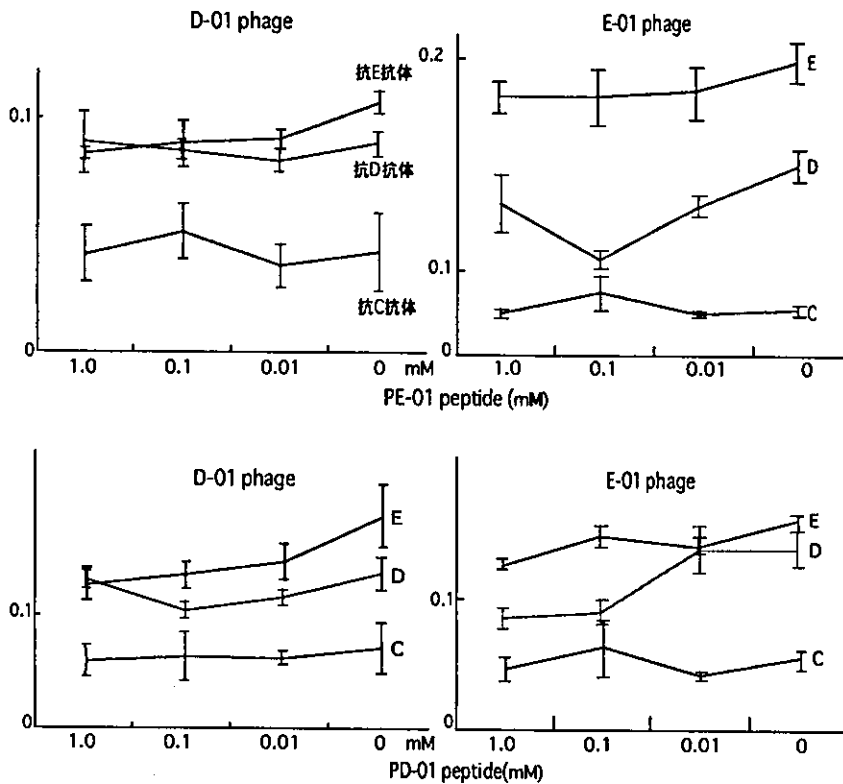 D-01 phage
E-01 phage
抗E抗体
0.1
抗D抗体
抗C抗体
0
1.0 0.1 0.01 0 mM
0.2
E
D
0.1
C
0
1.0 0.1 0.01 0
PE-01 peptide (mM)
D-01 phage
E-01 phage
E
D
0.1
C
0
1.0 0.1 0.01 0 mM
E
D
0.1
C
0
1.0 0.1 0.01 0
PD-01 peptide(mM)